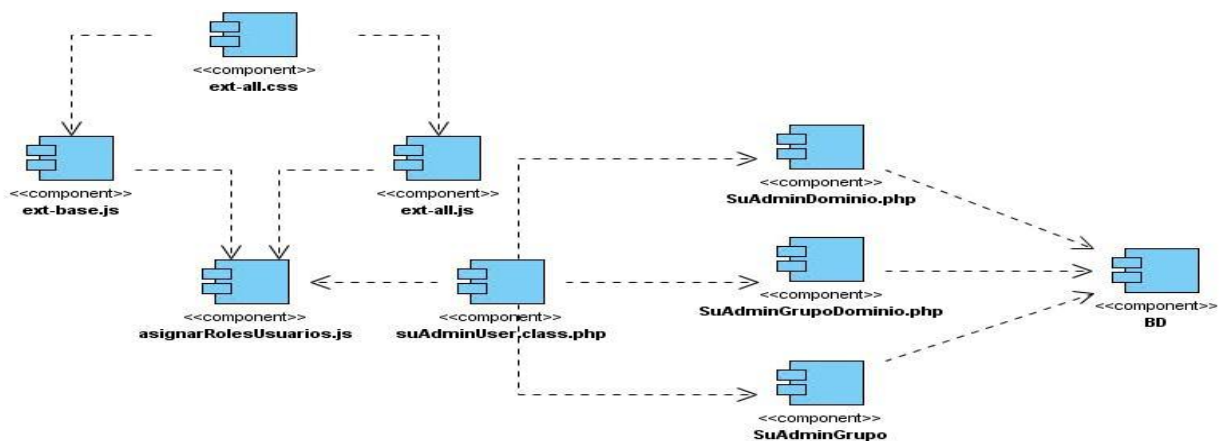 <<component>>
ext-all.css
<<component>>
ext-base.js
<<component>>
ext-all.js
<<component>>
SuAdminDominio.php
<<component>>
asignarRolesUsuarios.js
<<component>>
suAdminUser.class.php
<<component>>
SuAdminGrupoDominio.php
<<component>>
BD
<<component>>
SuAdminGrupo